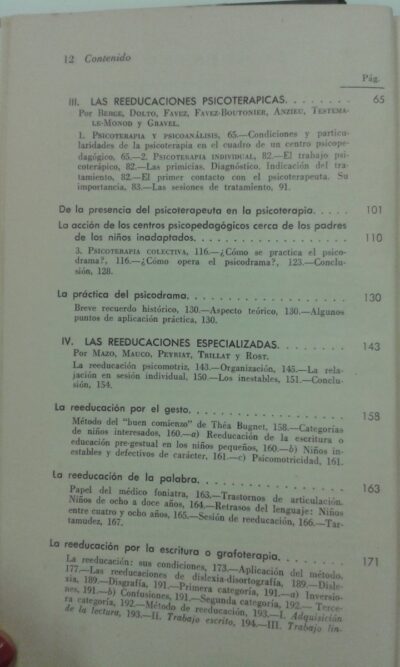 12 Contenido
Pág.
III. LAS REEDUCACIONES PSICOTERAPICAS. . . . . . . . 65
Por BERGE, DOLTO, FAVEZ, FAVEZ-BOUTONIER, ANZIEU, TESTEMA-
LE-MONOD y GRAVEL.
1. PSICOTERAPIA Y PSICOANÁLISIS, 65.—Condiciones y particu-
laridades de la psicoterapia en el cuadro de un centro psicope-
dagógico, 65.—2. PSICOTERAPIA INDIVIDUAL, 82.—El trabajo psi-
coterápico, 82.—Las primicias. Diagnóstico. Indicación del tra-
tamiento, 82.—El primer contacto con el psicoterapeuta. Su
importancia, 83.—Las sesiones de tratamiento, 91.
De la presencia del psicoterapeuta en la psicoterapia. . . . . 101
La acción de los centros psicopedagógicos cerca de los padres
de los niños inadaptados. . . . . . . . . . . . . . . . . 110
3. PSICOTERAPIA COLECTIVA, 116.—¿Cómo se practica el psico-
drama?, 116.—¿Cómo opera el psicodrama?, 123.—Conclu-
sión, 128.
La práctica del psicodrama. . . . . . . . . . . . . . . . . 130
Breve recuerdo histórico, 130.—Aspecto teórico, 130.—Algunos
puntos de aplicación práctica, 130.
IV. LAS REEDUCACIONES ESPECIALIZADAS. . . . . . . . . 143
Por MAZO, MAUCO, PEYRIAT, TRILLAT y ROST.
La reeducación psicomotriz, 143.—Organización, 145.—La rela-
jación en sesión individual, 150.—Los inestables, 151.—Conclu-
sión, 154.
La reeducación por el gesto. . . . . . . . . . . . . . . . 158
Método del "buen comienzo" de Théa Bugnet, 158.—Categorías
de niños interesados, 160.—a) Reeducación de la escritura o
educación pre-gestual en los niños pequeños, 160.—b) Niños in-
estables y defectivos de carácter, 161.—c) Psicomotricidad, 161.
La reeducación de la palabra. . . . . . . . . . . . . . . . 163
Papel del médico foniatra, 163.—Trastornos de articulación.
Niños de ocho a doce años, 164.—Retrasos del lenguaje: Niños
entre cuatro y ocho años, 165.—Sesión de reeducación, 166.—Tar-
tamudez, 167.
La reeducación por la escritura o grafoterapia. . . . . . . . 171
La reeducación: sus condiciones, 173.—Aplicación del método,
177.—Las reeducaciones de dislexia-disortografía, 189.—Disle-
xia, 189.—Disgrafía, 191.—Primera categoría, 191.—a) Inversio-
nes, 191.—b) Confusiones, 191.—Segunda categoría, 192.— Terce-
ra categoría, 192.—Método de reeducación, 193.—I. Adquisición
de la lectura, 193.—II. Trabajo escrito, 194.—III. Trabajo lin-